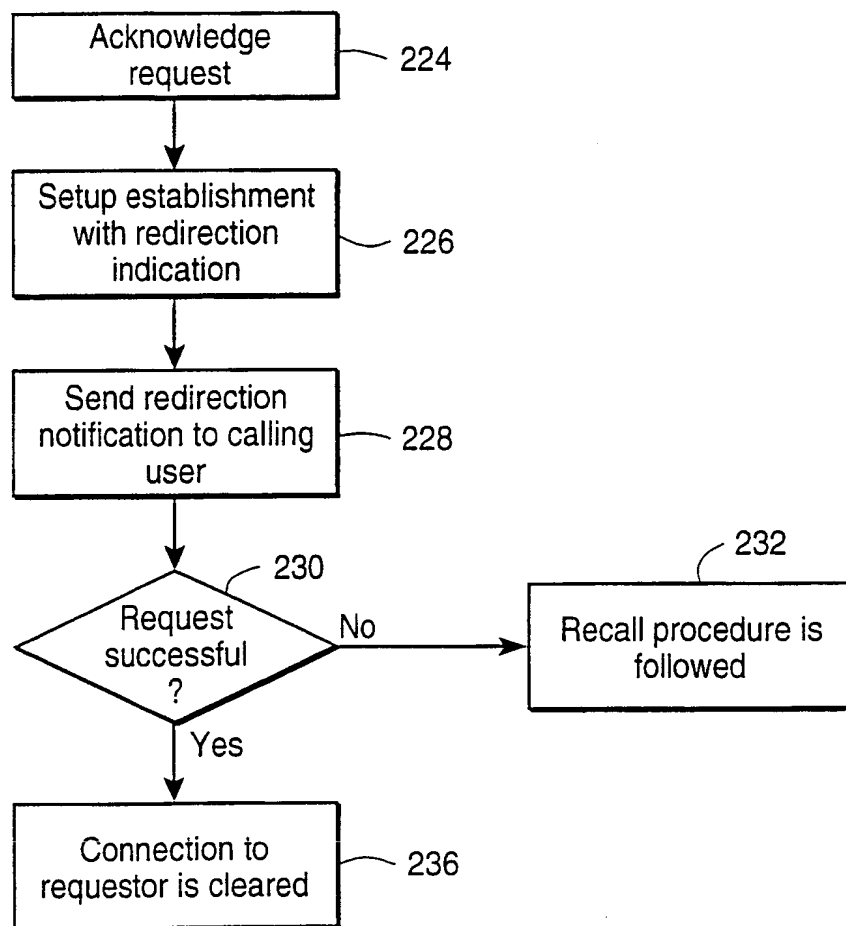 Acknowledge
request
224
Setup establishment
with redirection
indication
226
Send redirection
notification to calling
user
228
230
Request
successful
?
No
232
Recall procedure is
followed
Yes
Connection to
requestor is cleared
236